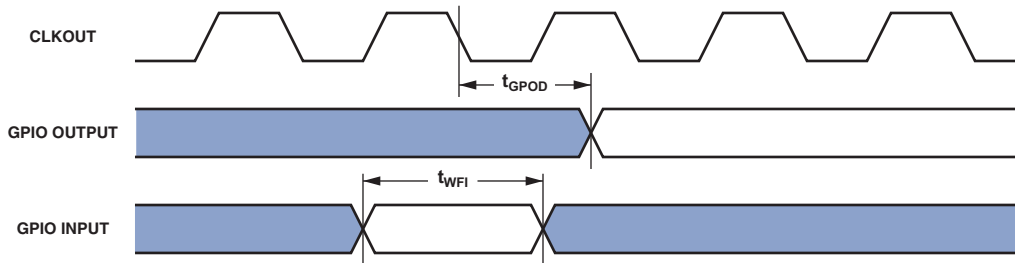 CLKOUT
tGPOD
GPIO OUTPUT
tWFI
GPIO INPUT